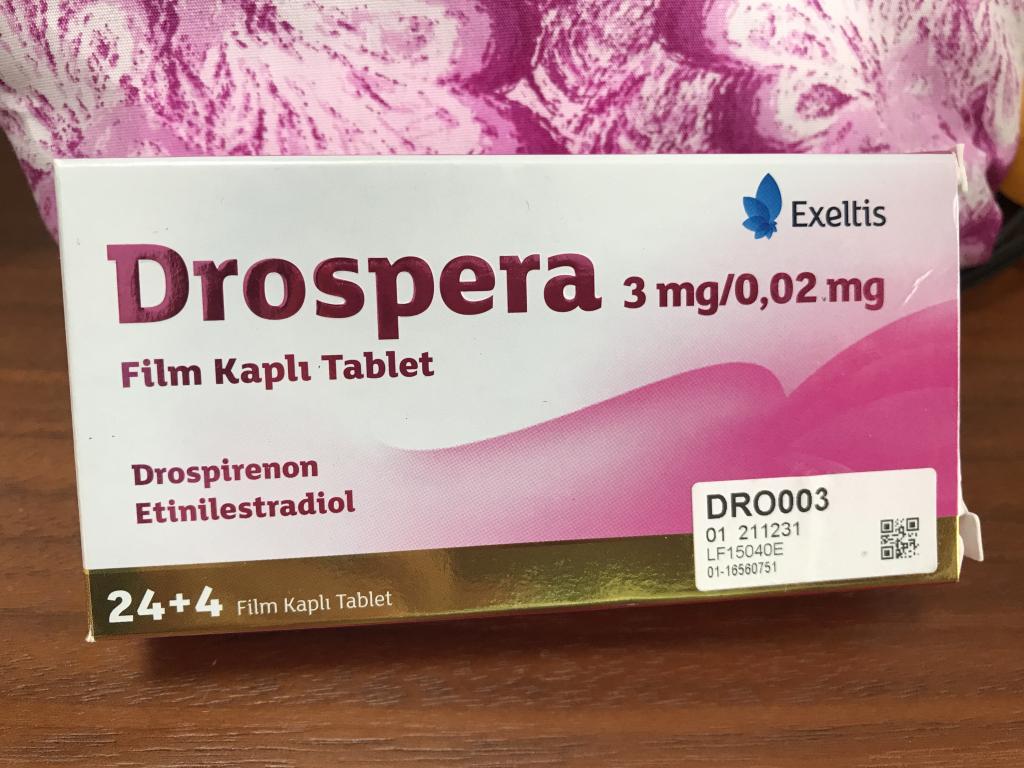 Exeltis
Drospera 3 mg/0,02 mg
Film Kaplı Tablet
Drospirenon
Etinilestradiol
DRO003
01 211231
LF15040E
01-16560751
24+4 Film Kaplı Tablet